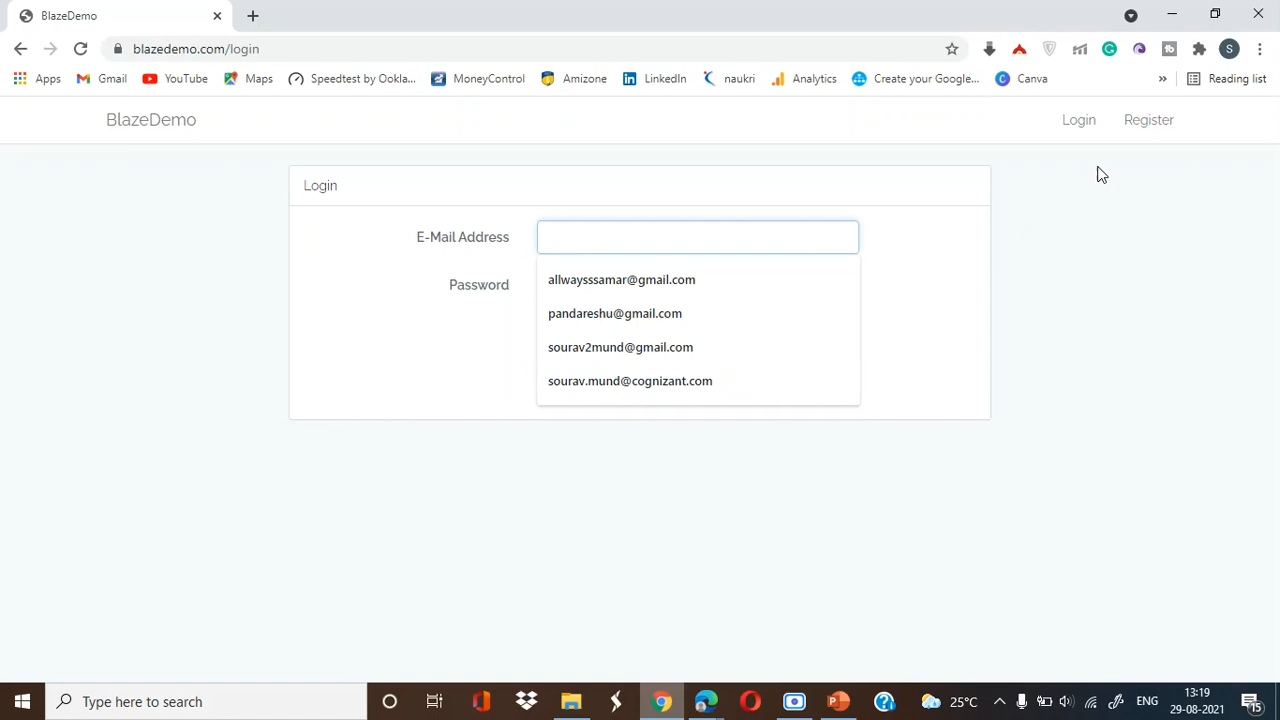 BlazeDemo
blazedemo.com/login
S
Apps Gmail YouTube Maps Speedtest by Ookla... MoneyControl Amizone LinkedIn naukri Analytics Create your Google... Canva » Reading list
BlazeDemo Login Register
Login
E-Mail Address
allwaysssamar@gmail.com
Password
pandareshu@gmail.com
sourav2mund@gmail.com
sourav.mund@cognizant.com
Type here to search
25°C ENG 13:19
29-08-2021
15